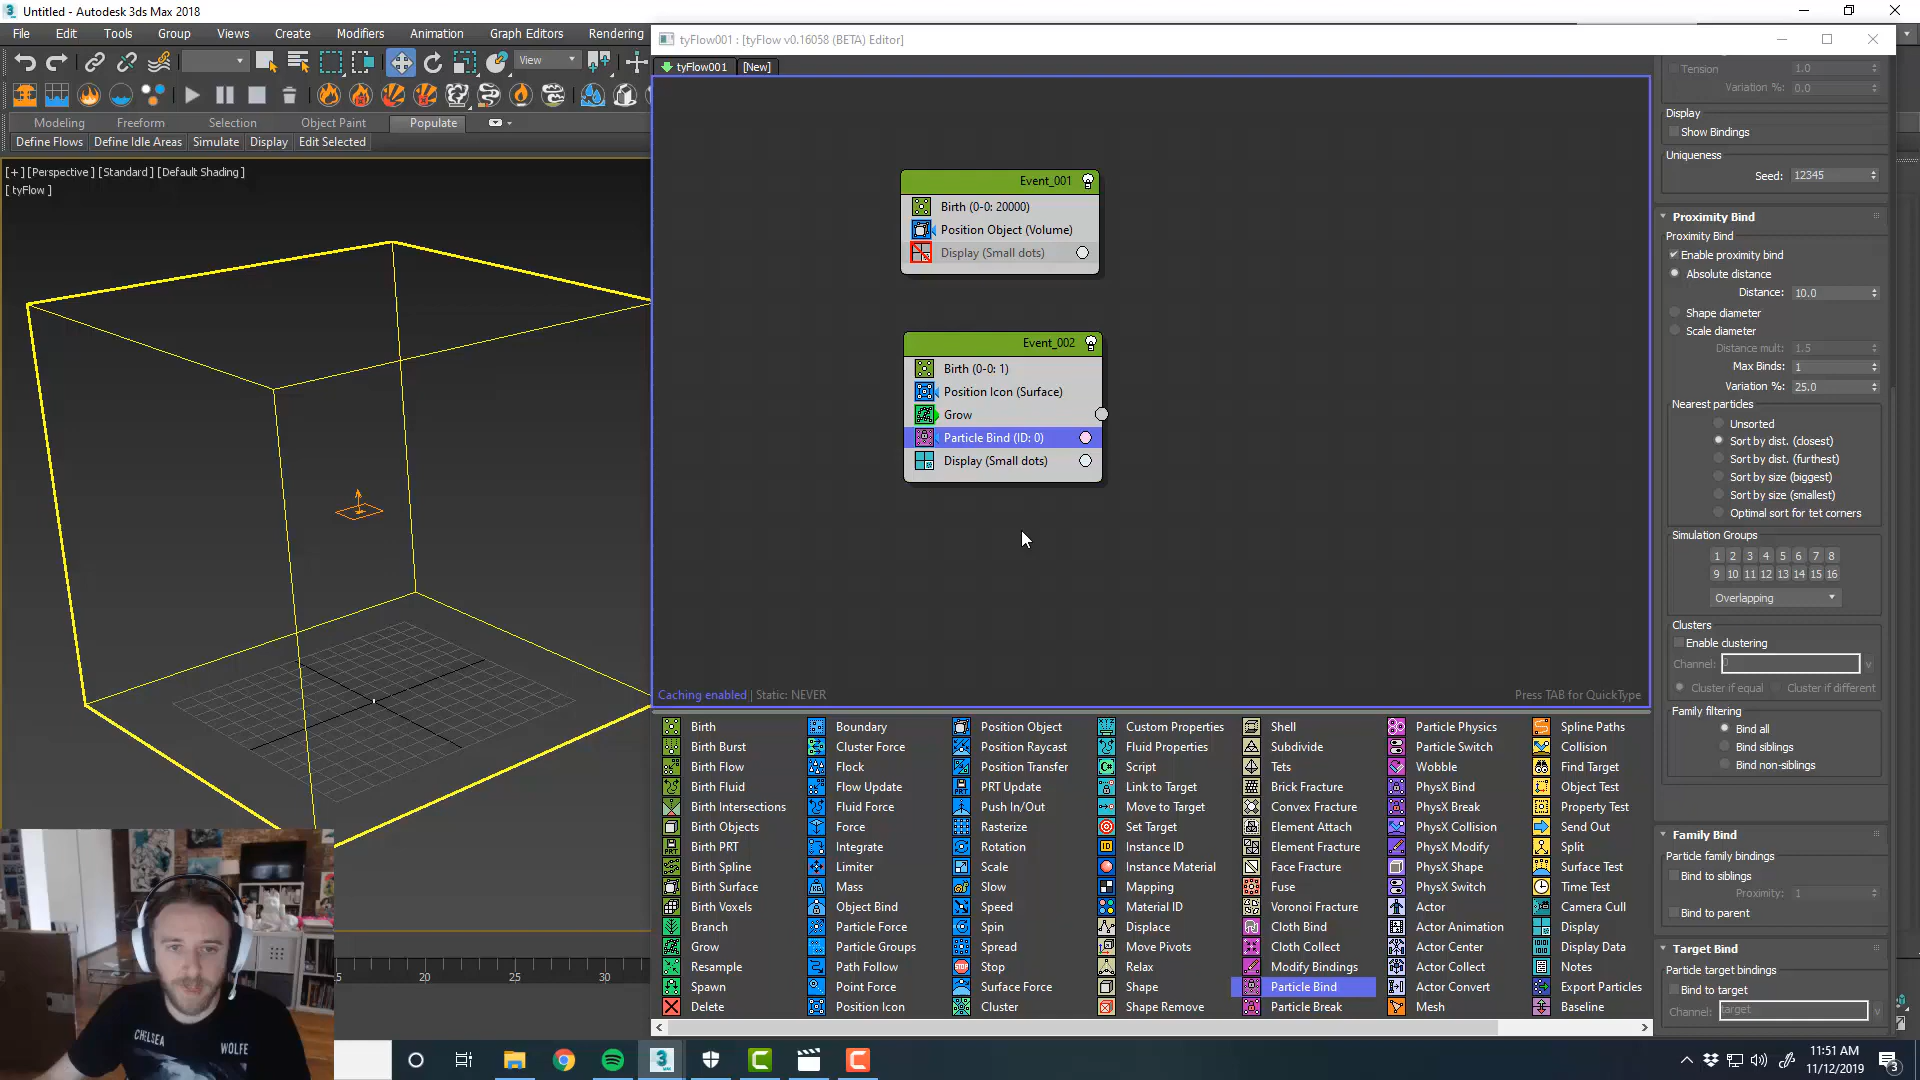 Untitled - Autodesk 3ds Max 2018
File Edit Tools Group Views Create Modifiers Animation Graph Editors Rendering
View
Modeling Freeform Selection Object Paint Populate
Define Flows Define Idle Areas Simulate Display Edit Selected
[+] [Perspective] [Standard] [Default Shading]
[ tyFlow ]
tyFlow001 : [tyFlow v0.16058 (BETA) Editor]
tyFlow001 [New]
Event_001
Birth (0-0: 20000)
Position Object (Volume)
Display (Small dots)
Event_002
Birth (0-0: 1)
Position Icon (Surface)
Grow
Particle Bind (ID: 0)
Display (Small dots)
Caching enabled | Static: NEVER
Press TAB for QuickType
Tension 1.0
Variation %: 0.0
Display
Show Bindings
Uniqueness
Seed: 12345
Proximity Bind
Proximity Bind
Enable proximity bind
Absolute distance
Distance: 10.0
Shape diameter
Scale diameter
Distance mult: 1.5
Max Binds: 1
Variation %: 25.0
Nearest particles
Unsorted
Sort by dist. (closest)
Sort by dist. (furthest)
Sort by size (biggest)
Sort by size (smallest)
Optimal sort for tet corners
Simulation Groups
1 2 3 4 5 6 7 8
9 10 11 12 13 14 15 16
Overlapping
Clusters
Enable clustering
Channel: 0 v
Cluster if equal Cluster if different
Family filtering
Bind all
Bind siblings
Bind non-siblings
Family Bind
Particle family bindings
Bind to siblings
Proximity: 1
Bind to parent
Target Bind
Particle target bindings
Bind to target
Channel: target v
Birth Boundary Position Object Custom Properties Shell Particle Physics Spline Paths
Birth Burst Cluster Force Position Raycast Fluid Properties Subdivide Particle Switch Collision
Birth Flow Flock Position Transfer Script Tets Wobble Find Target
Birth Fluid Flow Update PRT Update Link to Target Brick Fracture PhysX Bind Object Test
Birth Intersections Fluid Force Push In/Out Move to Target Convex Fracture PhysX Break Property Test
Birth Objects Force Rasterize Set Target Element Attach PhysX Collision Send Out
Birth PRT Integrate Rotation Instance ID Element Fracture PhysX Modify Split
Birth Spline Limiter Scale Instance Material Face Fracture PhysX Shape Surface Test
Birth Surface Mass Slow Mapping Fuse PhysX Switch Time Test
Birth Voxels Object Bind Speed Material ID Voronoi Fracture Actor Camera Cull
Branch Particle Force Spin Displace Cloth Bind Actor Animation Display
Grow Particle Groups Spread Move Pivots Cloth Collect Actor Center Display Data
Resample Path Follow Stop Relax Modify Bindings Actor Collect Notes
Spawn Point Force Surface Force Shape Particle Bind Actor Convert Export Particles
Delete Position Icon Cluster Shape Remove Particle Break Mesh Baseline
20 25 30
CHELSEA WOLFE
11:51 AM
11/12/2019
3